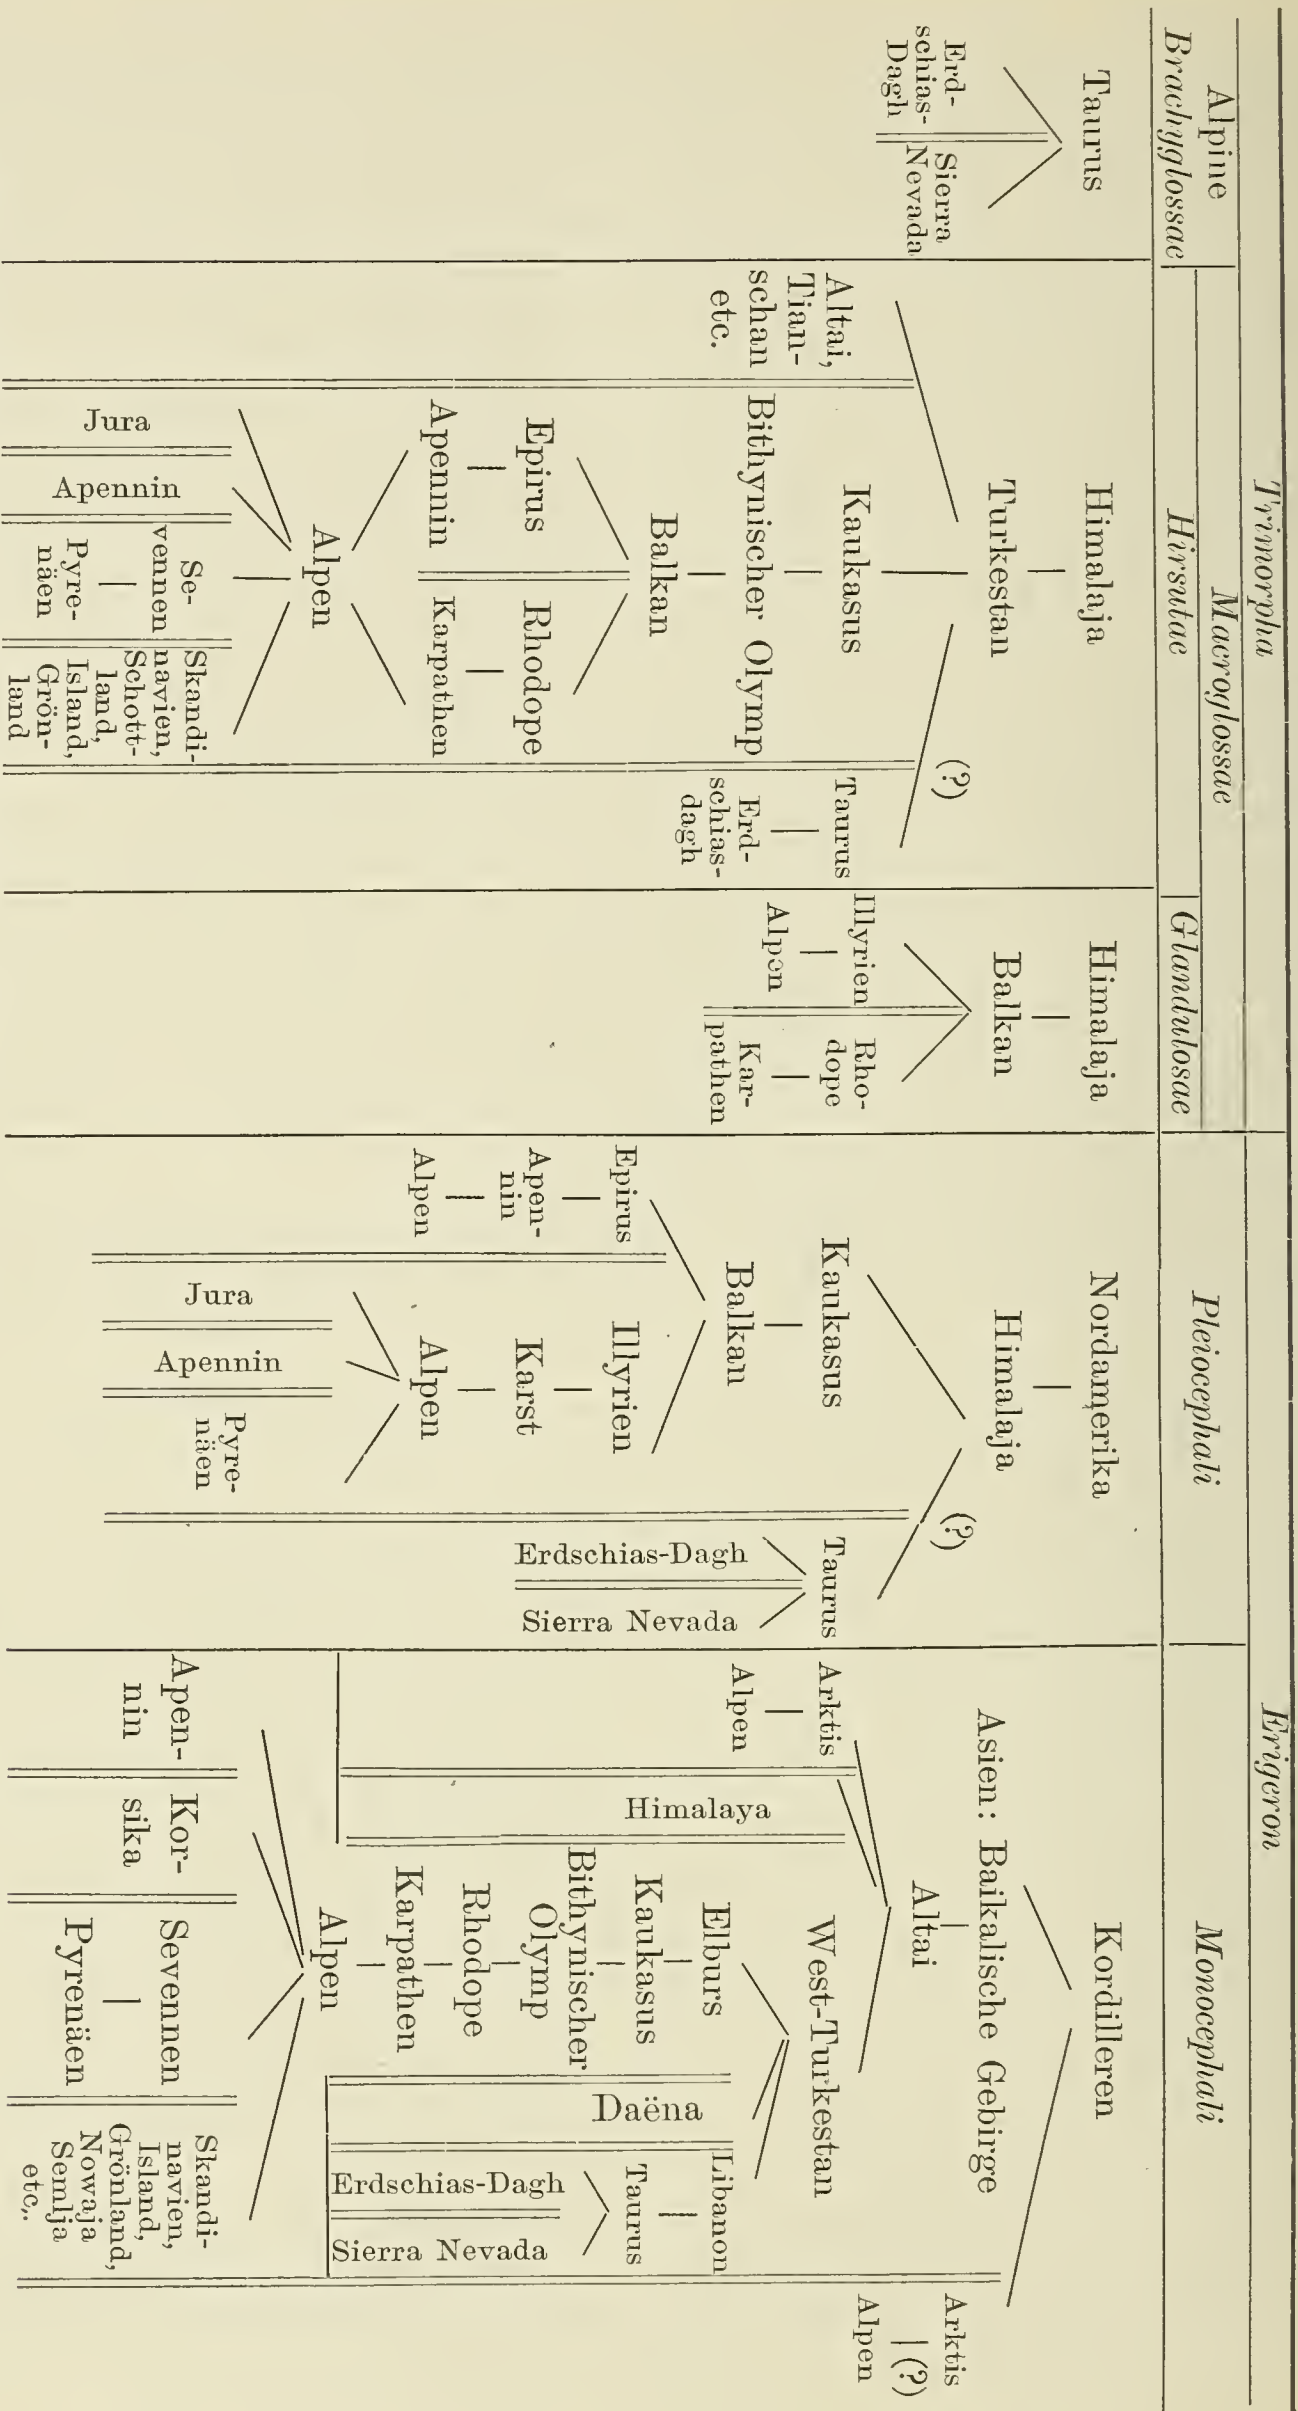 Trimorpha
Erigeron
Alpine
Brachyglossae
Macroglossae
Hirsutae
Glandulosae
Pleiocephali
Monocephali
Taurus
Erd-
schias-
Dagh
Sierra
Nevada
Himalaja
Turkestan
(?)
Altai,
Tian-
schan
etc.
Kaukasus
Bithynischer Olymp
Balkan
Epirus
Apennin
Rhodope
Karpathen
Alpen
Jura
Apennin
Se-
vennen
Pyre-
näen
Skandi-
navien,
Schott-
land,
Island,
Grön-
land
Taurus
Erd-
schias-
dagh
Himalaja
Balkan
Illyrien
Alpen
Rho-
dope
Kar-
pathen
Nordamerika
Himalaja
(?)
Kaukasus
Balkan
Epirus
Apen-
nin
Alpen
Illyrien
Karst
Alpen
Jura
Apennin
Pyre-
näen
Taurus
Erdschias-Dagh
Sierra Nevada
Kordilleren
Asien: Baikalische Gebirge
Altai
Arktis
Alpen
Himalaya
West-Turkestan
Elburs
Kaukasus
Bithynischer
Olymp
Rhodope
Karpathen
Alpen
Daëna
Libanon
Taurus
Erdschias-Dagh
Sierra Nevada
Apen-
nin
Kor-
sika
Sevennen
Pyrenäen
Skandi-
navien,
Island,
Grönland,
Nowaja
Semlja
etc.
Arktis
(?)
Alpen